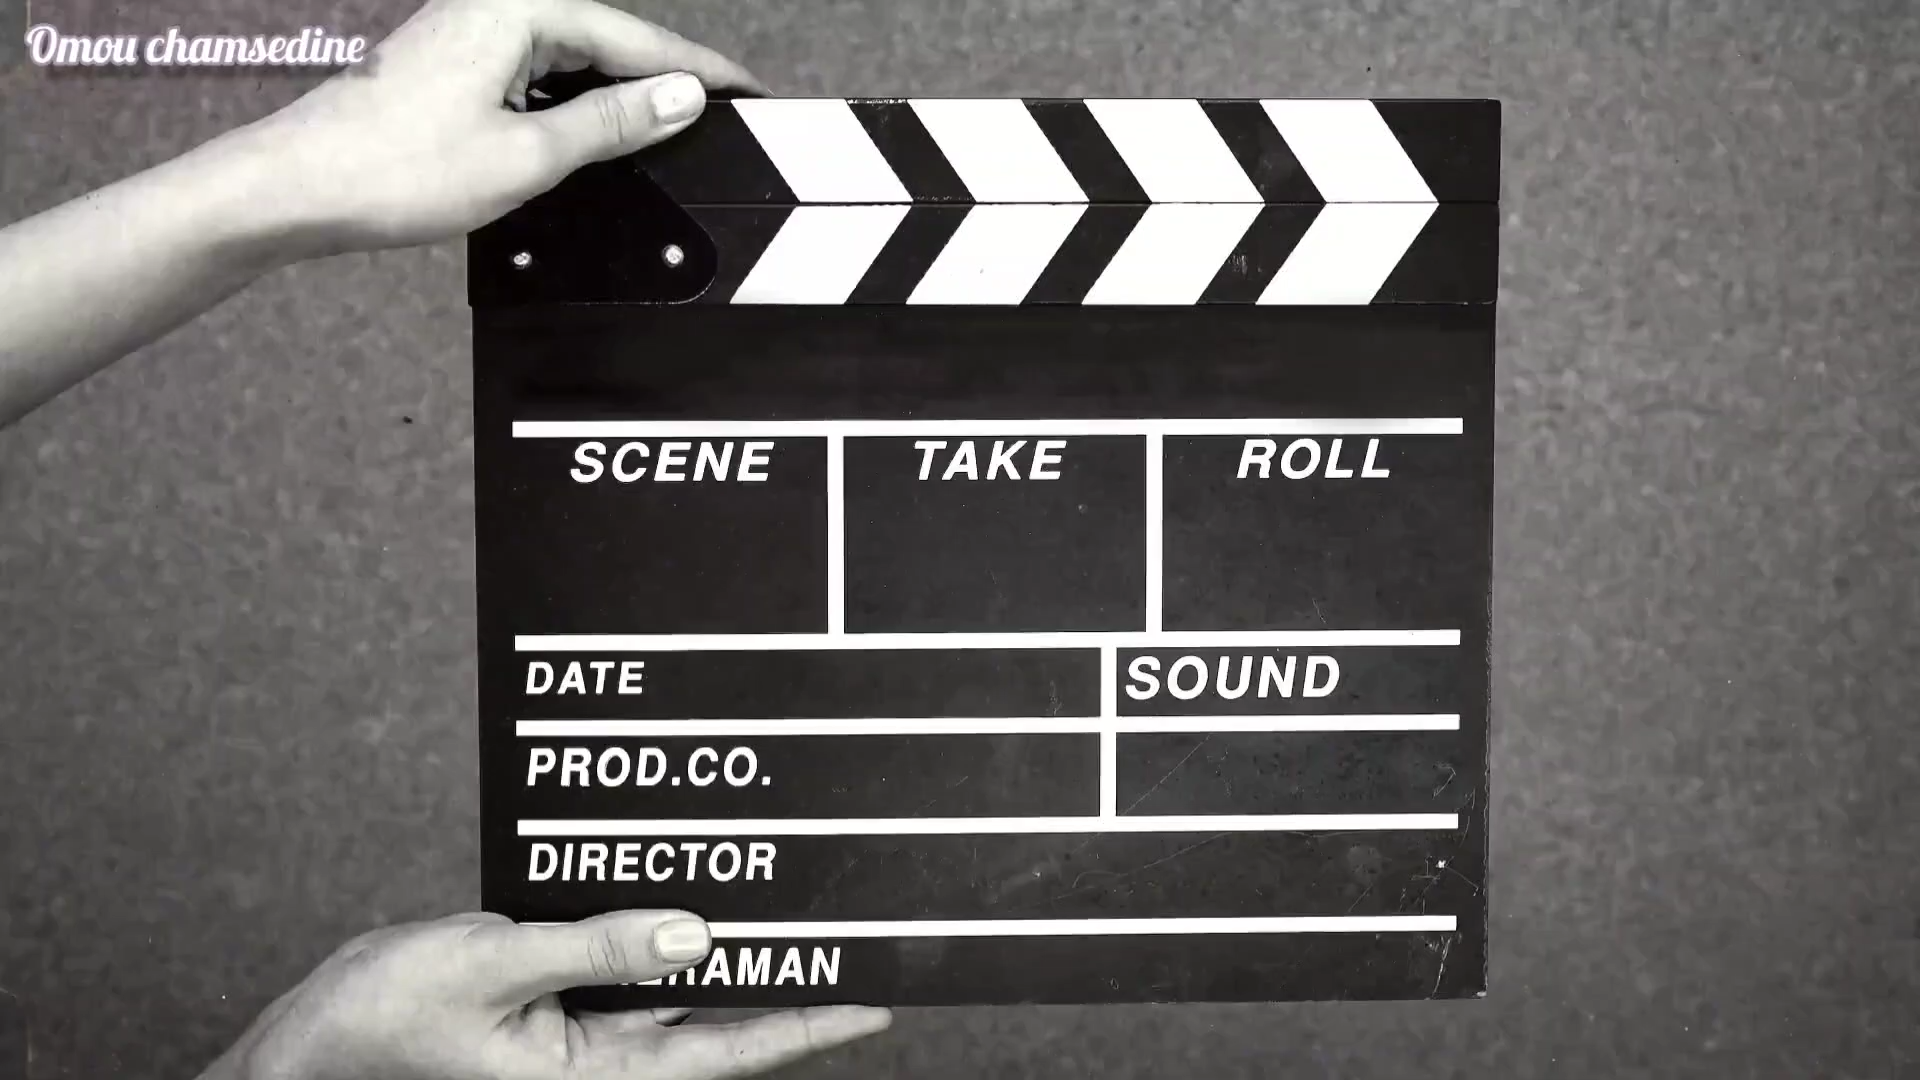 Omou chamsedine
SCENE TAKE ROLL
DATE SOUND
PROD.CO.
DIRECTOR